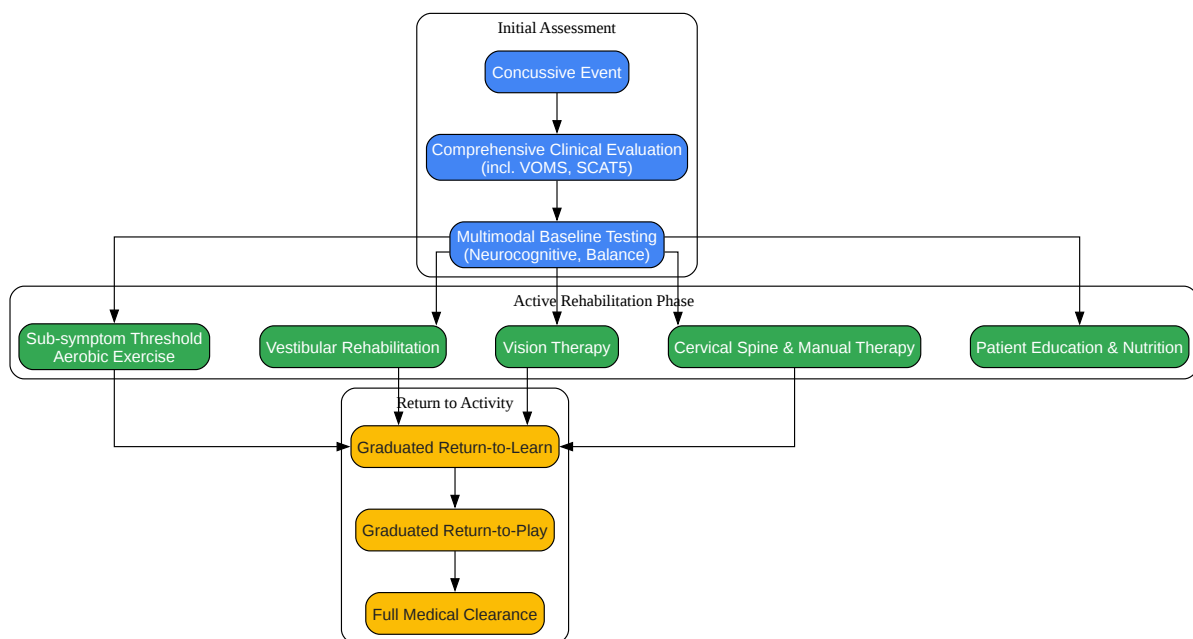 Initial Assessment
Concussive Event
Comprehensive Clinical Evaluation
(incl. VOMS, SCAT5)
Multimodal Baseline Testing
(Neurocognitive, Balance)
Active Rehabilitation Phase
Sub-symptom Threshold
Aerobic Exercise
Vestibular Rehabilitation
Vision Therapy
Cervical Spine & Manual Therapy
Patient Education & Nutrition
Return to Activity
Graduated Return-to-Learn
Graduated Return-to-Play
Full Medical Clearance